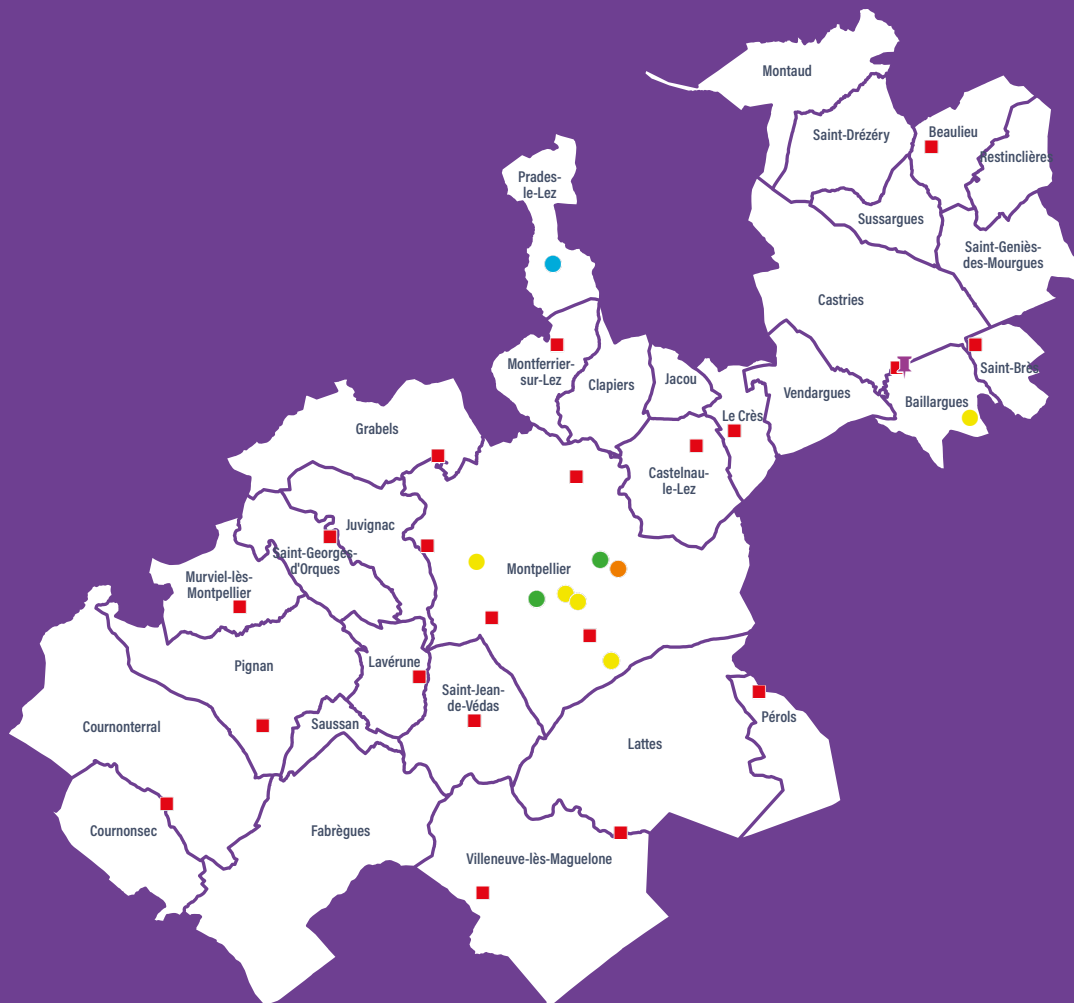 Montaud
Saint-Drézéry
Beaulieu
Restinclières
Prades-
le-Lez
Sussargues
Saint-Geniès-
des-Mourgues
Castries
Montferrier-
sur-Lez
Clapiers
Jacou
Vendargues
Saint-Brès
Baillargues
Le Crès
Grabels
Castelnau-
le-Lez
Juvignac
Saint-Georges-
d'Orques
Montpellier
Murviel-lès-
Montpellier
Pignan
Lavérune
Saint-Jean-
de-Védas
Saussan
Cournonterral
Pérols
Lattes
Cournonsec
Fabrègues
Villeneuve-lès-Maguelone